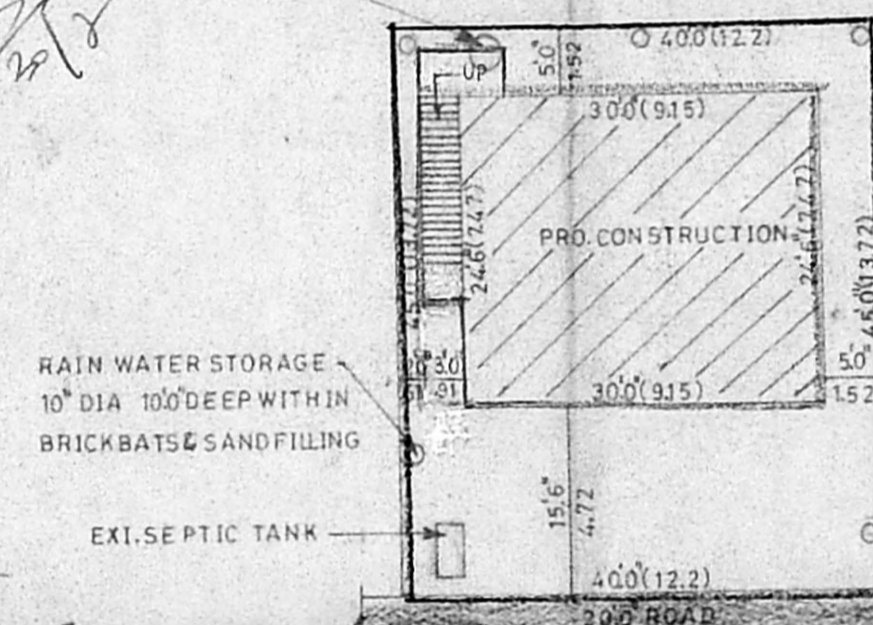 40'.0"(12.2)
5'.0"
1.52
UP
30'.0"(9.15)
24'.6"(7.47)
PRO. CONSTRUCTION
24'.6"(7.47)
45'.0"(13.72)
RAIN WATER STORAGE
10" DIA 10'.0" DEEP WITHIN
BRICKBATS & SAND FILLING
3'.0"
.91
5'.0"
1.52
30'.0"(9.15)
15'.6"
4.72
EXI. SEPTIC TANK
40'.0"(12.2)
20'.0" ROAD